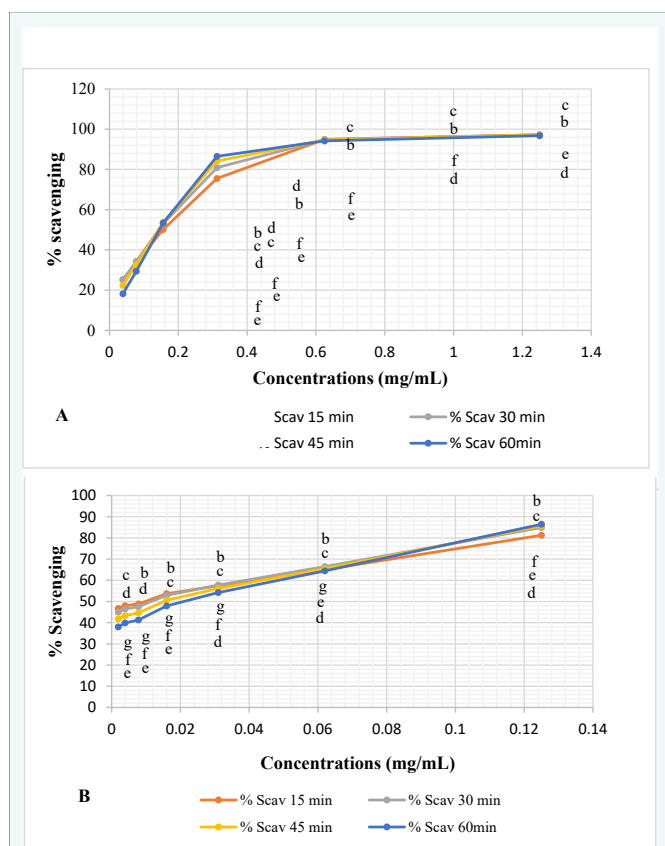 120
100
80
60
40
20
0
% scavenging
c
b
c
b
c
b
d
b
f
d
e
d
f
e
b
c
d
d
c
f
e
f
e
f
e
0 0.2 0.4 0.6 0.8 1 1.2 1.4
Concentrations (mg/mL)
A
Scav 15 min % Scav 30 min
% Scav 45 min % Scav 60min
100
90
80
70
60
50
40
30
20
10
0
% Scavenging
c
d
b
d
b
c
b
c
b
c
b
c
g
f
e
g
f
e
g
f
e
g
f
d
g
e
d
f
e
d
0 0.02 0.04 0.06 0.08 0.1 0.12 0.14
Concentrations (mg/mL)
B
% Scav 15 min % Scav 30 min
% Scav 45 min % Scav 60min